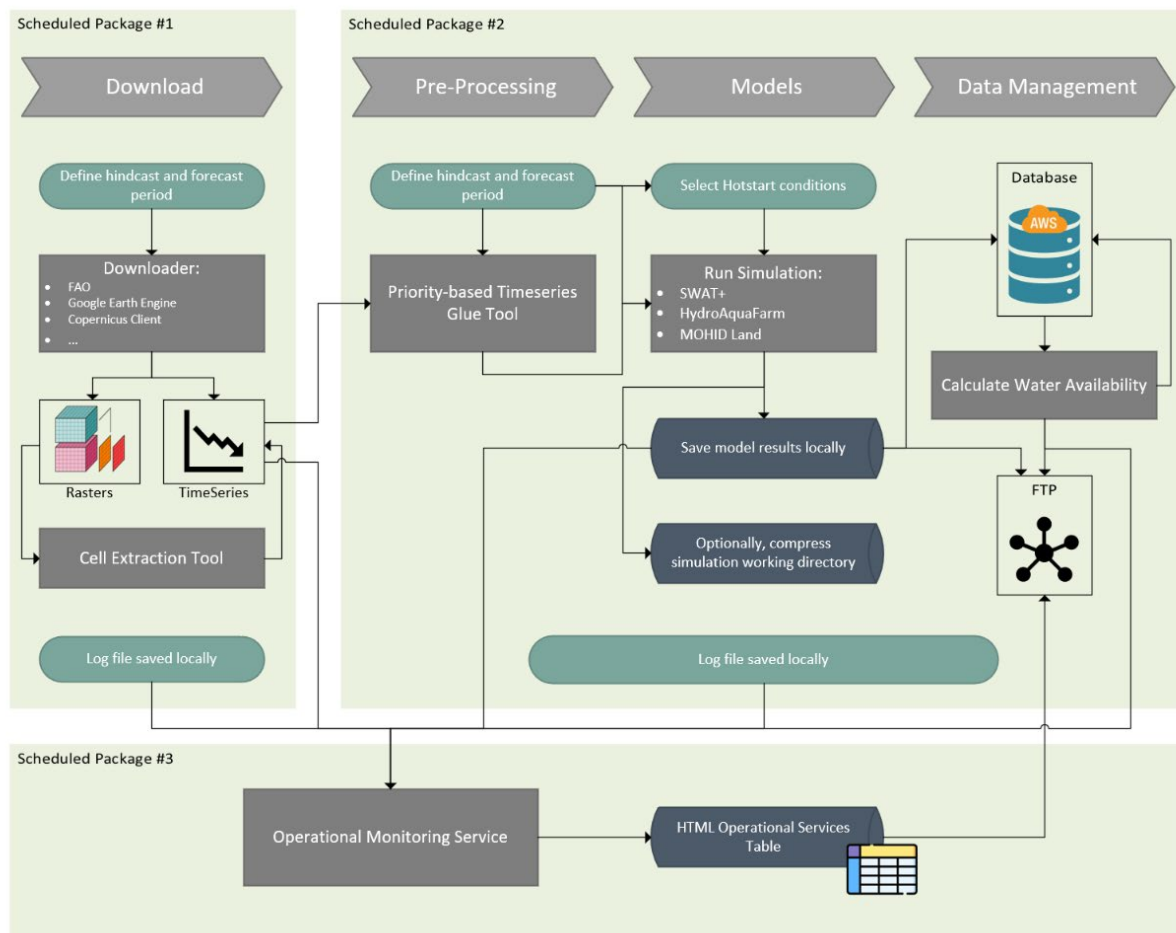 Scheduled Package #1
Download
Define hindcast and forecast
period
Downloader:
• FAO
• Google Earth Engine
• Copernicus Client
• ...
Rasters
TimeSeries
Cell Extraction Tool
Log file saved locally
Scheduled Package #2
Pre-Processing
Models
Data Management
Define hindcast and forecast
period
Select Hotstart conditions
Database
AWS
Priority-based Timeseries
Glue Tool
Run Simulation:
• SWAT+
• HydroAquaFarm
• MOHID Land
Calculate Water Availability
Save model results locally
FTP
Optionally, compress
simulation working directory
Log file saved locally
Scheduled Package #3
Operational Monitoring Service
HTML Operational Services
Table